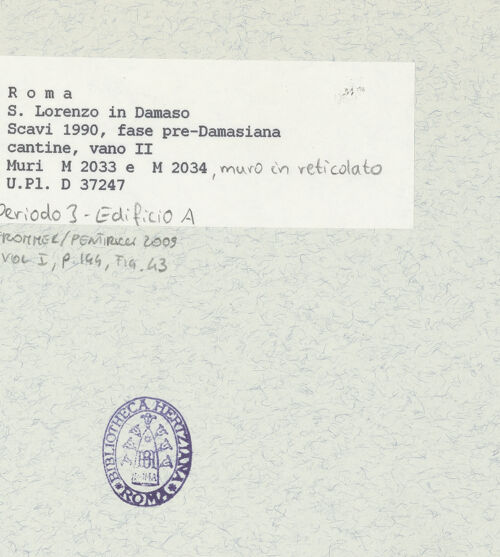 R o m a
S. Lorenzo in Damaso
Scavi 1990, fase pre-Damasiana
cantine, vano II
Muri M 2033 e M 2034, muro in reticolato
U.Pl. D 37247
Periodo 3 - Edificio A
FROMMEL/PENTIRICCI 2009
VOL I, P. 144, FIG. 43
BIBLIOTHECA HERTZIANA
ROMA